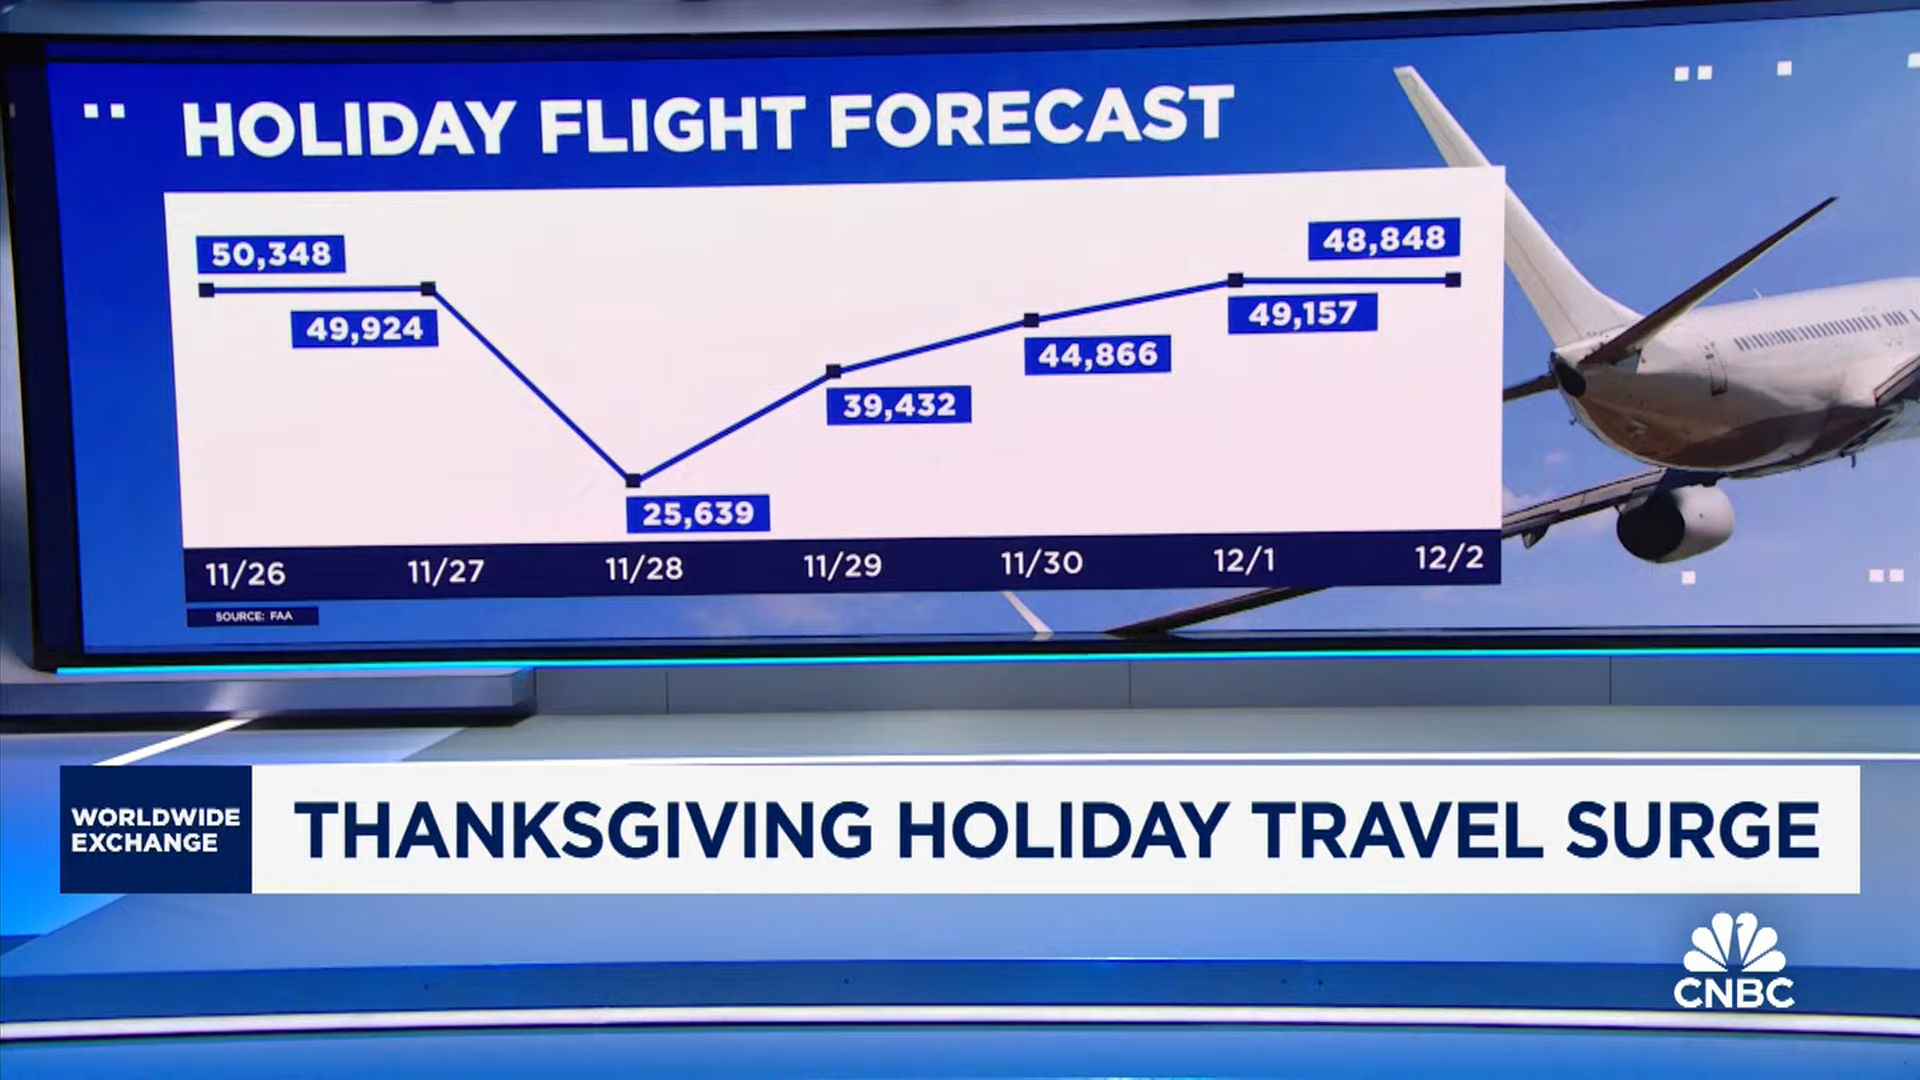 HOLIDAY FLIGHT FORECAST
50,348
49,924
25,639
39,432
44,866
49,157
48,848
11/26 11/27 11/28 11/29 11/30 12/1 12/2
SOURCE: FAA
WORLDWIDE
EXCHANGE
THANKSGIVING HOLIDAY TRAVEL SURGE
CNBC